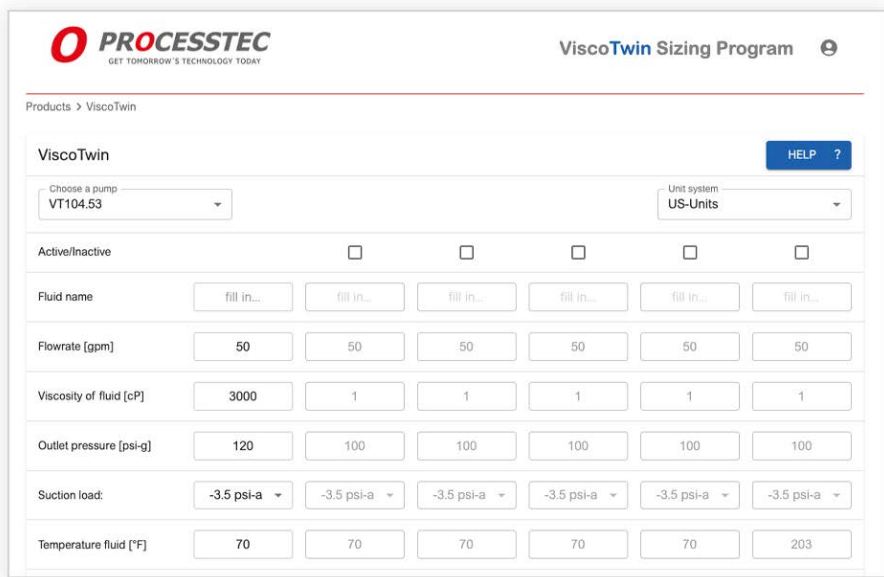 PROCESSTEC
GET TOMORROW´S TECHNOLOGY TODAY
ViscoTwin Sizing Program
Products > ViscoTwin
ViscoTwin
HELP ?
Choose a pump
VT104.53
Unit system
US-Units
Active/Inactive
Fluid name fill in... fill in... fill in... fill in... fill in... fill in...
Flowrate [gpm] 50 50 50 50 50 50
Viscosity of fluid [cP] 3000 1 1 1 1 1
Outlet pressure [psi-g] 120 100 100 100 100 100
Suction load: -3.5 psi-a -3.5 psi-a -3.5 psi-a -3.5 psi-a -3.5 psi-a -3.5 psi-a
Temperature fluid [°F] 70 70 70 70 70 203